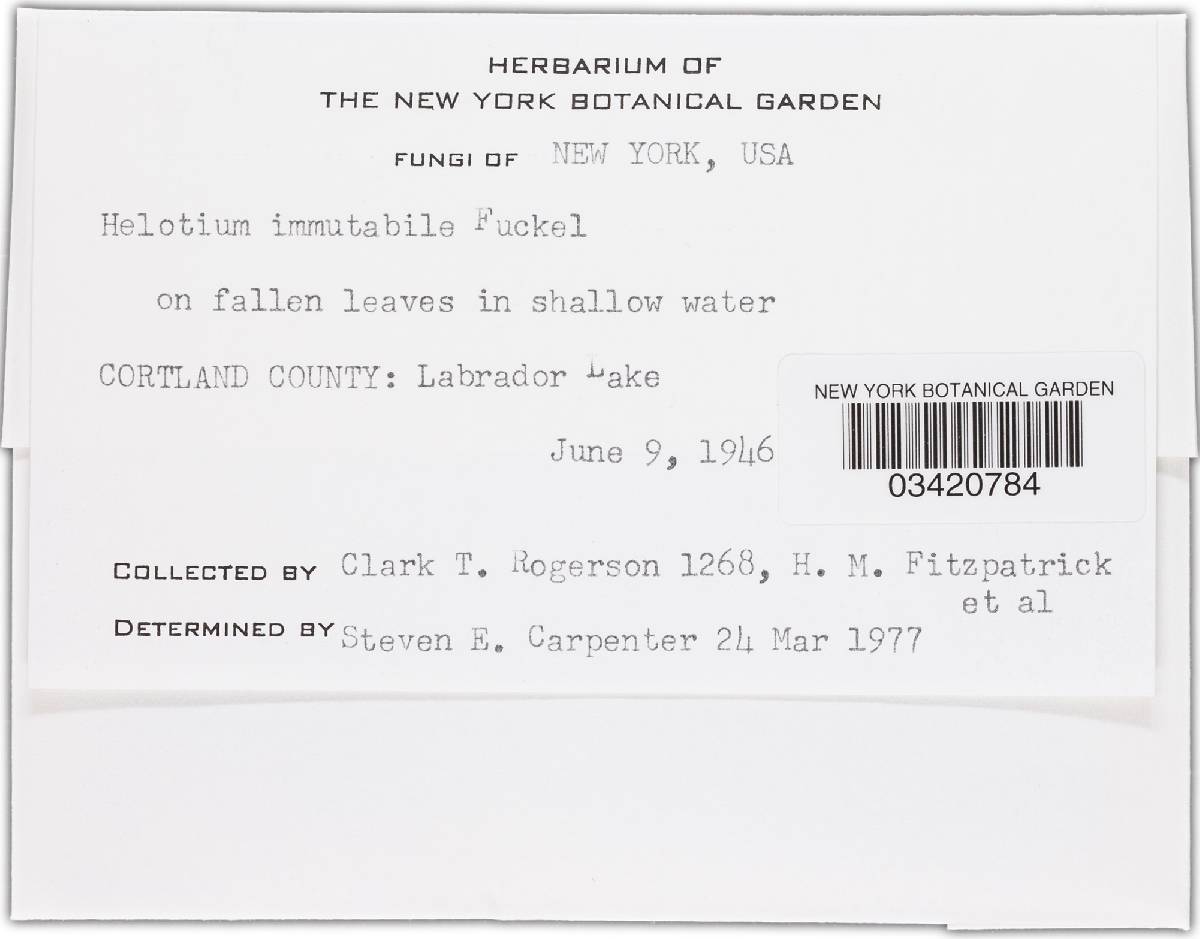 HERBARIUM OF
THE NEW YORK BOTANICAL GARDEN
FUNGI OF NEW YORK, USA
Helotium immutabile Fuckel
on fallen leaves in shallow water
CORTLAND COUNTY: Labrador Lake
June 9, 1946
NEW YORK BOTANICAL GARDEN
03420784
COLLECTED BY Clark T. Rogerson 1268, H. M. Fitzpatrick
et al
DETERMINED BY Steven E. Carpenter 24 Mar 1977